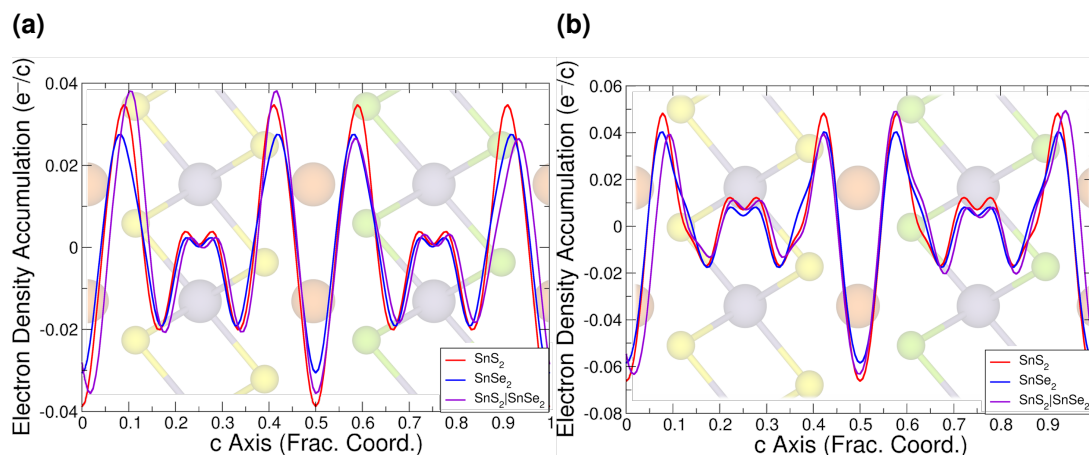 (a)
(b)
Electron Density Accumulation (e⁻/c)
0.04
0.02
0
-0.02
-0.04
0 0.1 0.2 0.3 0.4 0.5 0.6 0.7 0.8 0.9 1
c Axis (Frac. Coord.)
SnS₂
SnSe₂
SnS₂|SnSe₂
Electron Density Accumulation (e⁻/c)
0.06
0.04
0.02
0
-0.02
-0.04
-0.06
-0.08
0 0.1 0.2 0.3 0.4 0.5 0.6 0.7 0.8 0.9
c Axis (Frac. Coord.)
SnS₂
SnSe₂
SnS₂|SnSe₂